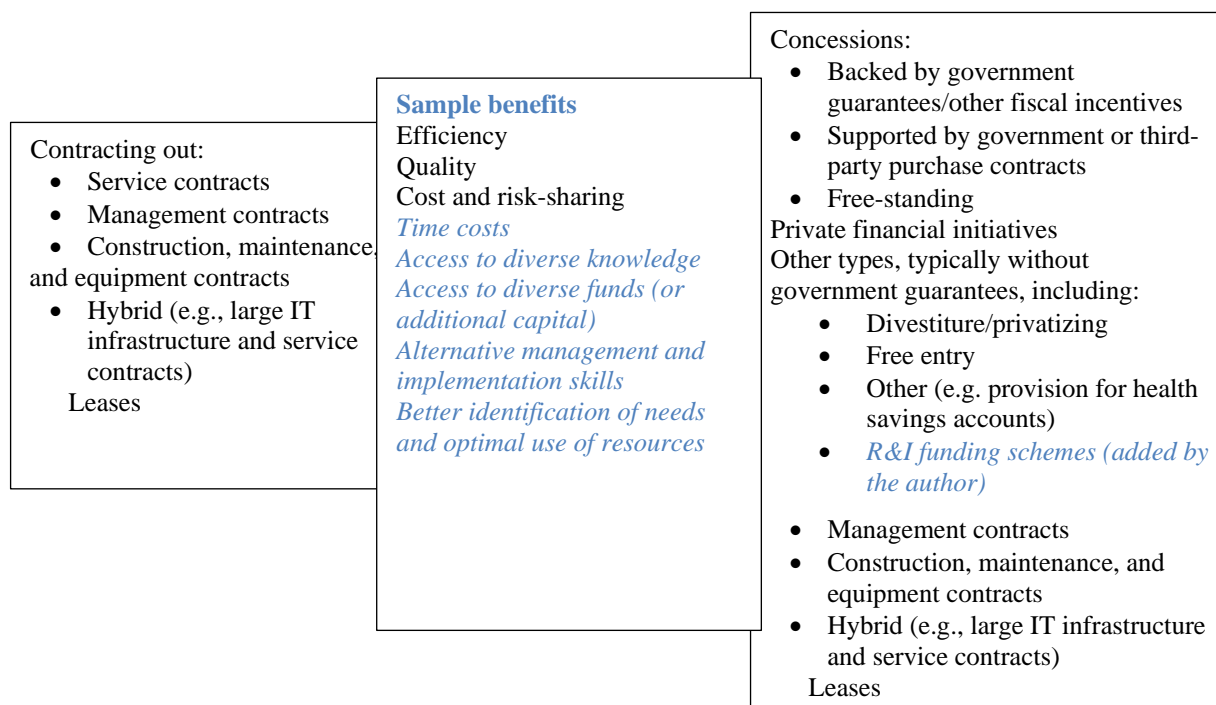 Contracting out:
• Service contracts
• Management contracts
• Construction, maintenance,
and equipment contracts
• Hybrid (e.g., large IT
infrastructure and service
contracts)
Leases
Sample benefits
Efficiency
Quality
Cost and risk-sharing
Time costs
Access to diverse knowledge
Access to diverse funds (or
additional capital)
Alternative management and
implementation skills
Better identification of needs
and optimal use of resources
Concessions:
• Backed by government
guarantees/other fiscal incentives
• Supported by government or third-
party purchase contracts
• Free-standing
Private financial initiatives
Other types, typically without
government guarantees, including:
• Divestiture/privatizing
• Free entry
• Other (e.g. provision for health
savings accounts)
• R&I funding schemes (added by
the author)
• Management contracts
• Construction, maintenance, and
equipment contracts
• Hybrid (e.g., large IT infrastructure
and service contracts)
Leases